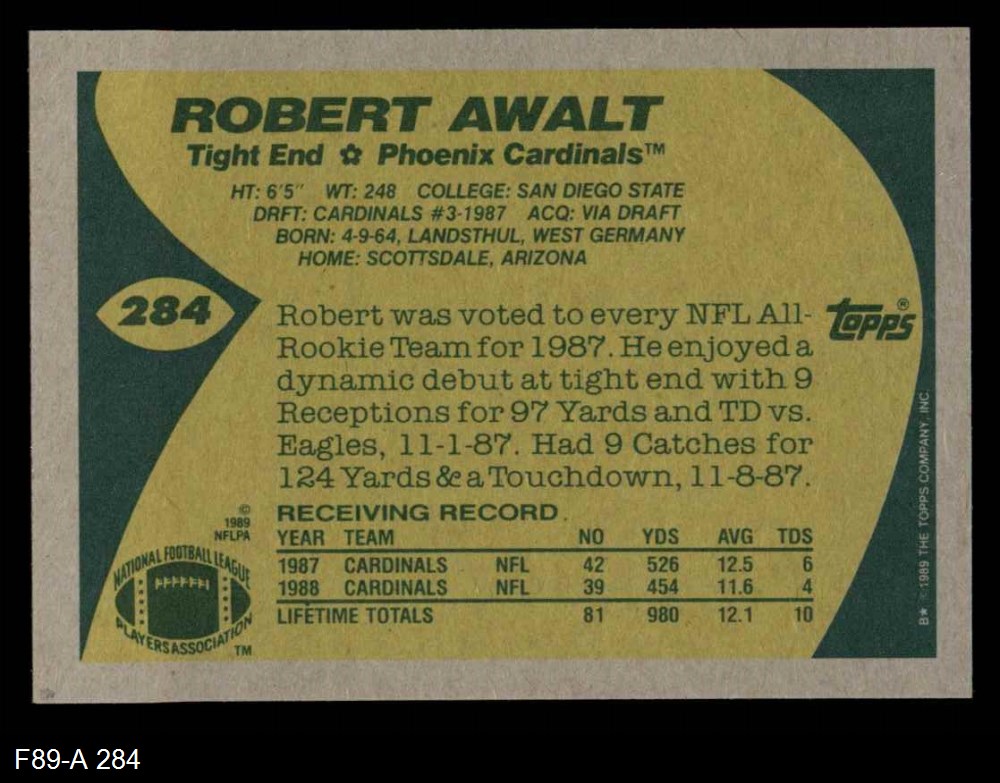 ROBERT AWALT
Tight End ✿ Phoenix Cardinals™
HT: 6'5" WT: 248 COLLEGE: SAN DIEGO STATE
DRFT: CARDINALS #3-1987 ACQ: VIA DRAFT
BORN: 4-9-64, LANDSTHUL, WEST GERMANY
HOME: SCOTTSDALE, ARIZONA
284
Robert was voted to every NFL All-
Rookie Team for 1987. He enjoyed a
dynamic debut at tight end with 9
Receptions for 97 Yards and TD vs.
Eagles, 11-1-87. Had 9 Catches for
124 Yards & a Touchdown, 11-8-87.
topps®
RECEIVING RECORD
YEAR TEAM NO YDS AVG TDS
1987 CARDINALS NFL 42 526 12.5 6
1988 CARDINALS NFL 39 454 11.6 4
LIFETIME TOTALS 81 980 12.1 10
©
1989
NFLPA
NATIONAL FOOTBALL LEAGUE
PLAYERS ASSOCIATION
TM
B* ©1989 THE TOPPS COMPANY, INC.
F89-A 284